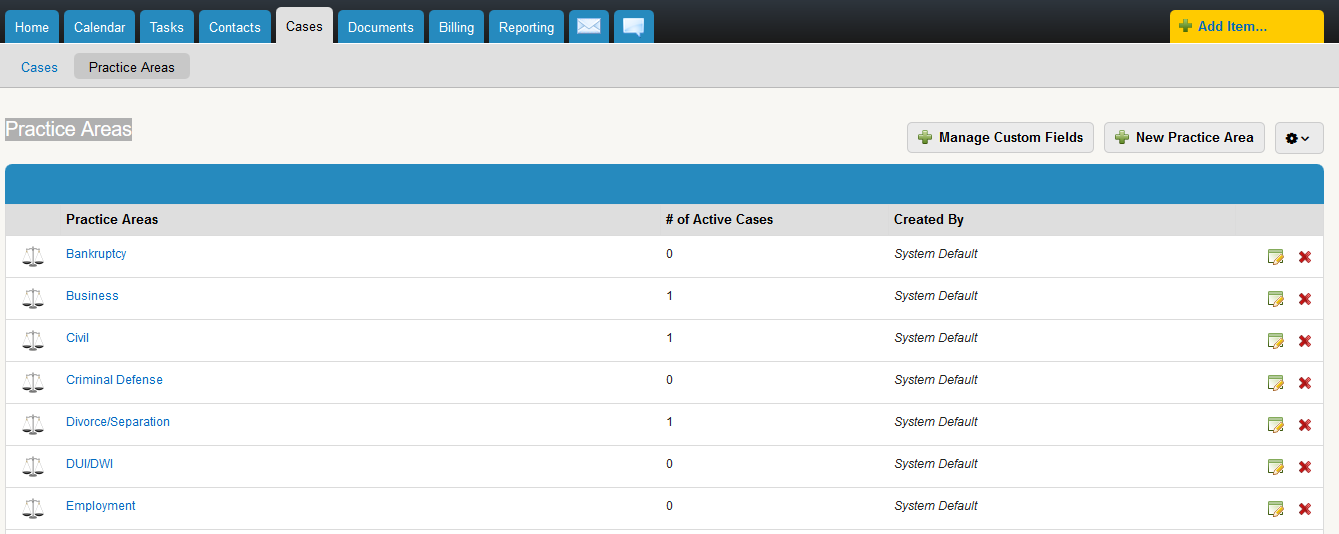 Home Calendar Tasks Contacts Cases Documents Billing Reporting Add Item...
Cases Practice Areas
Practice Areas
Manage Custom Fields New Practice Area
Practice Areas # of Active Cases Created By
Bankruptcy 0 System Default
Business 1 System Default
Civil 1 System Default
Criminal Defense 0 System Default
Divorce/Separation 1 System Default
DUI/DWI 0 System Default
Employment 0 System Default